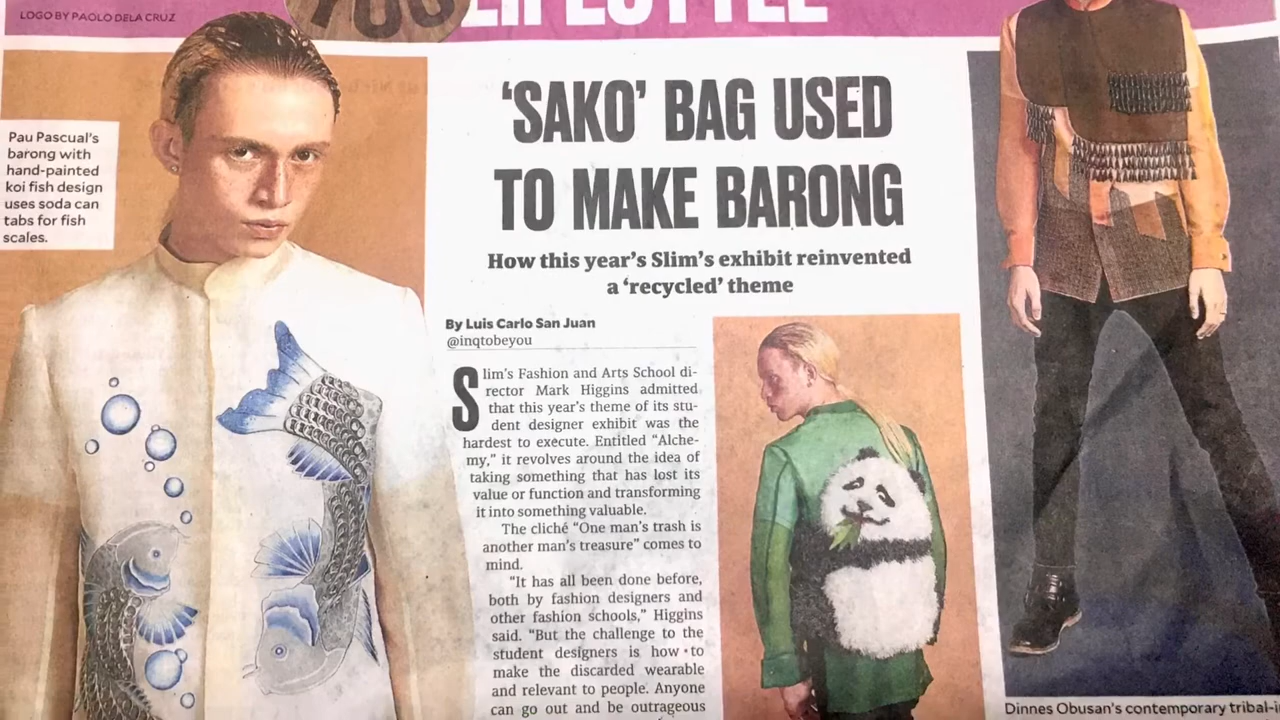 LOGO BY PAOLO DELA CRUZ
YOU
LIFESTYLE
Pau Pascual's
barong with
hand-painted
koi fish design
uses soda can
tabs for fish
scales.
‘SAKO’ BAG USED
TO MAKE BARONG
How this year’s Slim’s exhibit reinvented
a ‘recycled’ theme
By Luis Carlo San Juan
@inqtobeyou
Slim’s Fashion and Arts School di-
rector Mark Higgins admitted
that this year’s theme of its stu-
dent designer exhibit was the
hardest to execute. Entitled “Alche-
my,” it revolves around the idea of
taking something that has lost its
value or function and transforming
it into something valuable.
The cliché “One man’s trash is
another man’s treasure” comes to
mind.
“It has all been done before,
both by fashion designers and
other fashion schools,” Higgins
said. “But the challenge to the
student designers is how to
make the discarded wearable
and relevant to people. Anyone
can go out and be outrageous
Dinnes Obusan’s contemporary tribal-i